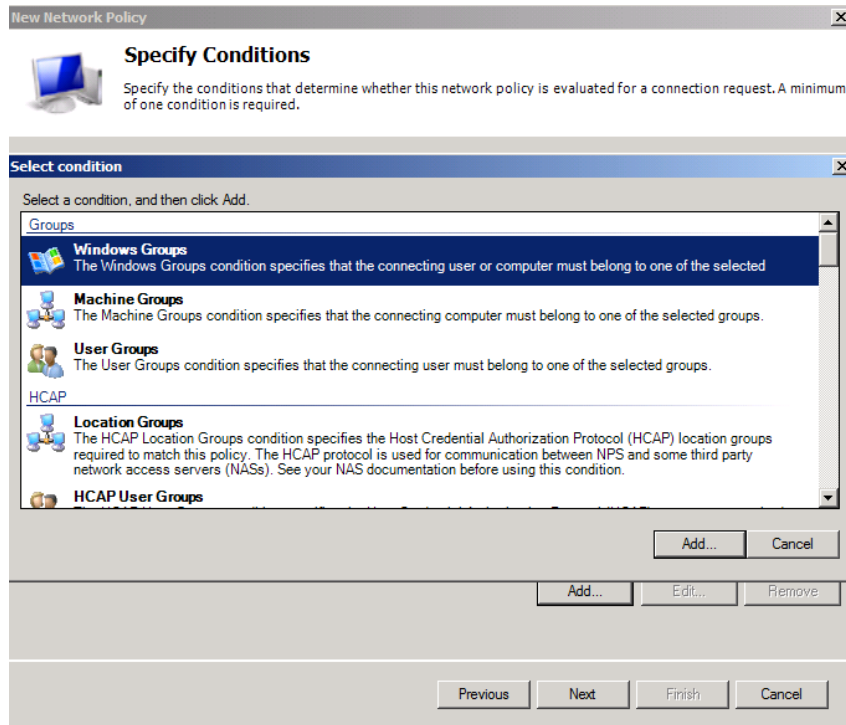 New Network Policy
Specify Conditions
Specify the conditions that determine whether this network policy is evaluated for a connection request. A minimum
of one condition is required.
Select condition
Select a condition, and then click Add.
Groups
Windows Groups
The Windows Groups condition specifies that the connecting user or computer must belong to one of the selected
Machine Groups
The Machine Groups condition specifies that the connecting computer must belong to one of the selected groups.
User Groups
The User Groups condition specifies that the connecting user must belong to one of the selected groups.
HCAP
Location Groups
The HCAP Location Groups condition specifies the Host Credential Authorization Protocol (HCAP) location groups
required to match this policy. The HCAP protocol is used for communication between NPS and some third party
network access servers (NASs). See your NAS documentation before using this condition.
HCAP User Groups
Add... Cancel
Add... Edit... Remove
Previous Next Finish Cancel